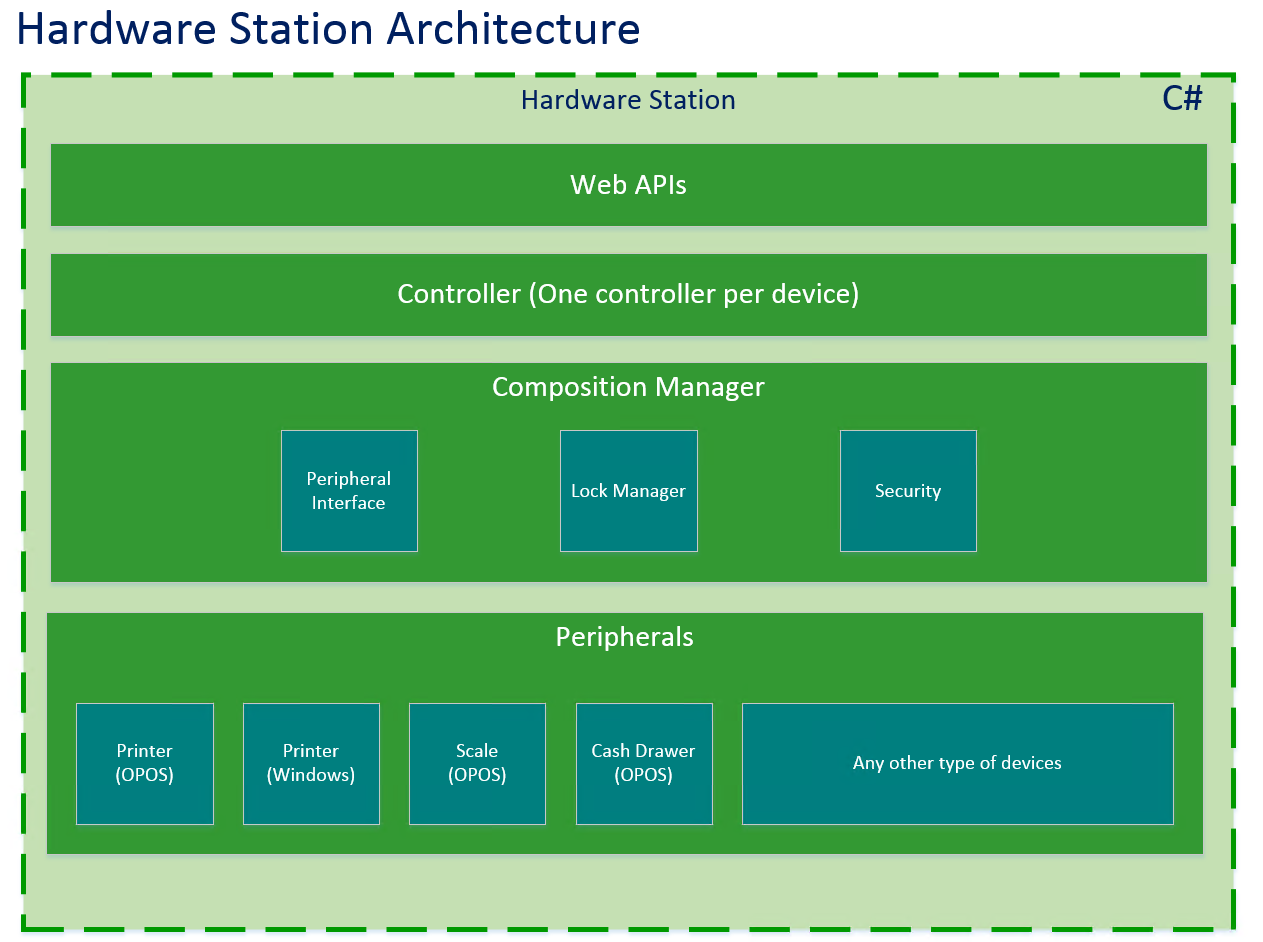 Hardware Station Architecture
Hardware Station
C#
Web APIs
Controller (One controller per device)
Composition Manager
Peripheral
Interface
Lock Manager
Security
Peripherals
Printer
(OPOS)
Printer
(Windows)
Scale
(OPOS)
Cash Drawer
(OPOS)
Any other type of devices